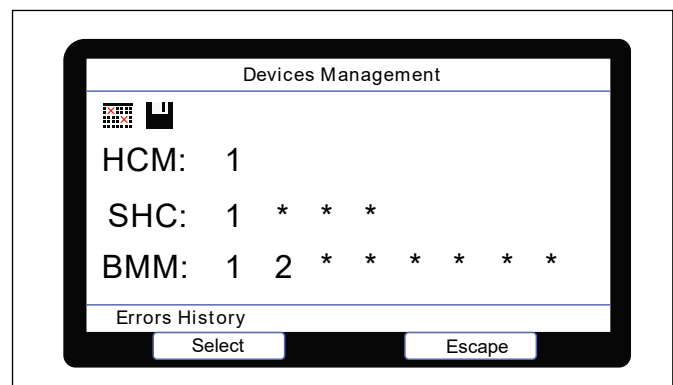 Devices Management
HCM: 1
SHC: 1 * * *
BMM: 1 2 * * * * * *
Errors History
Select Escape